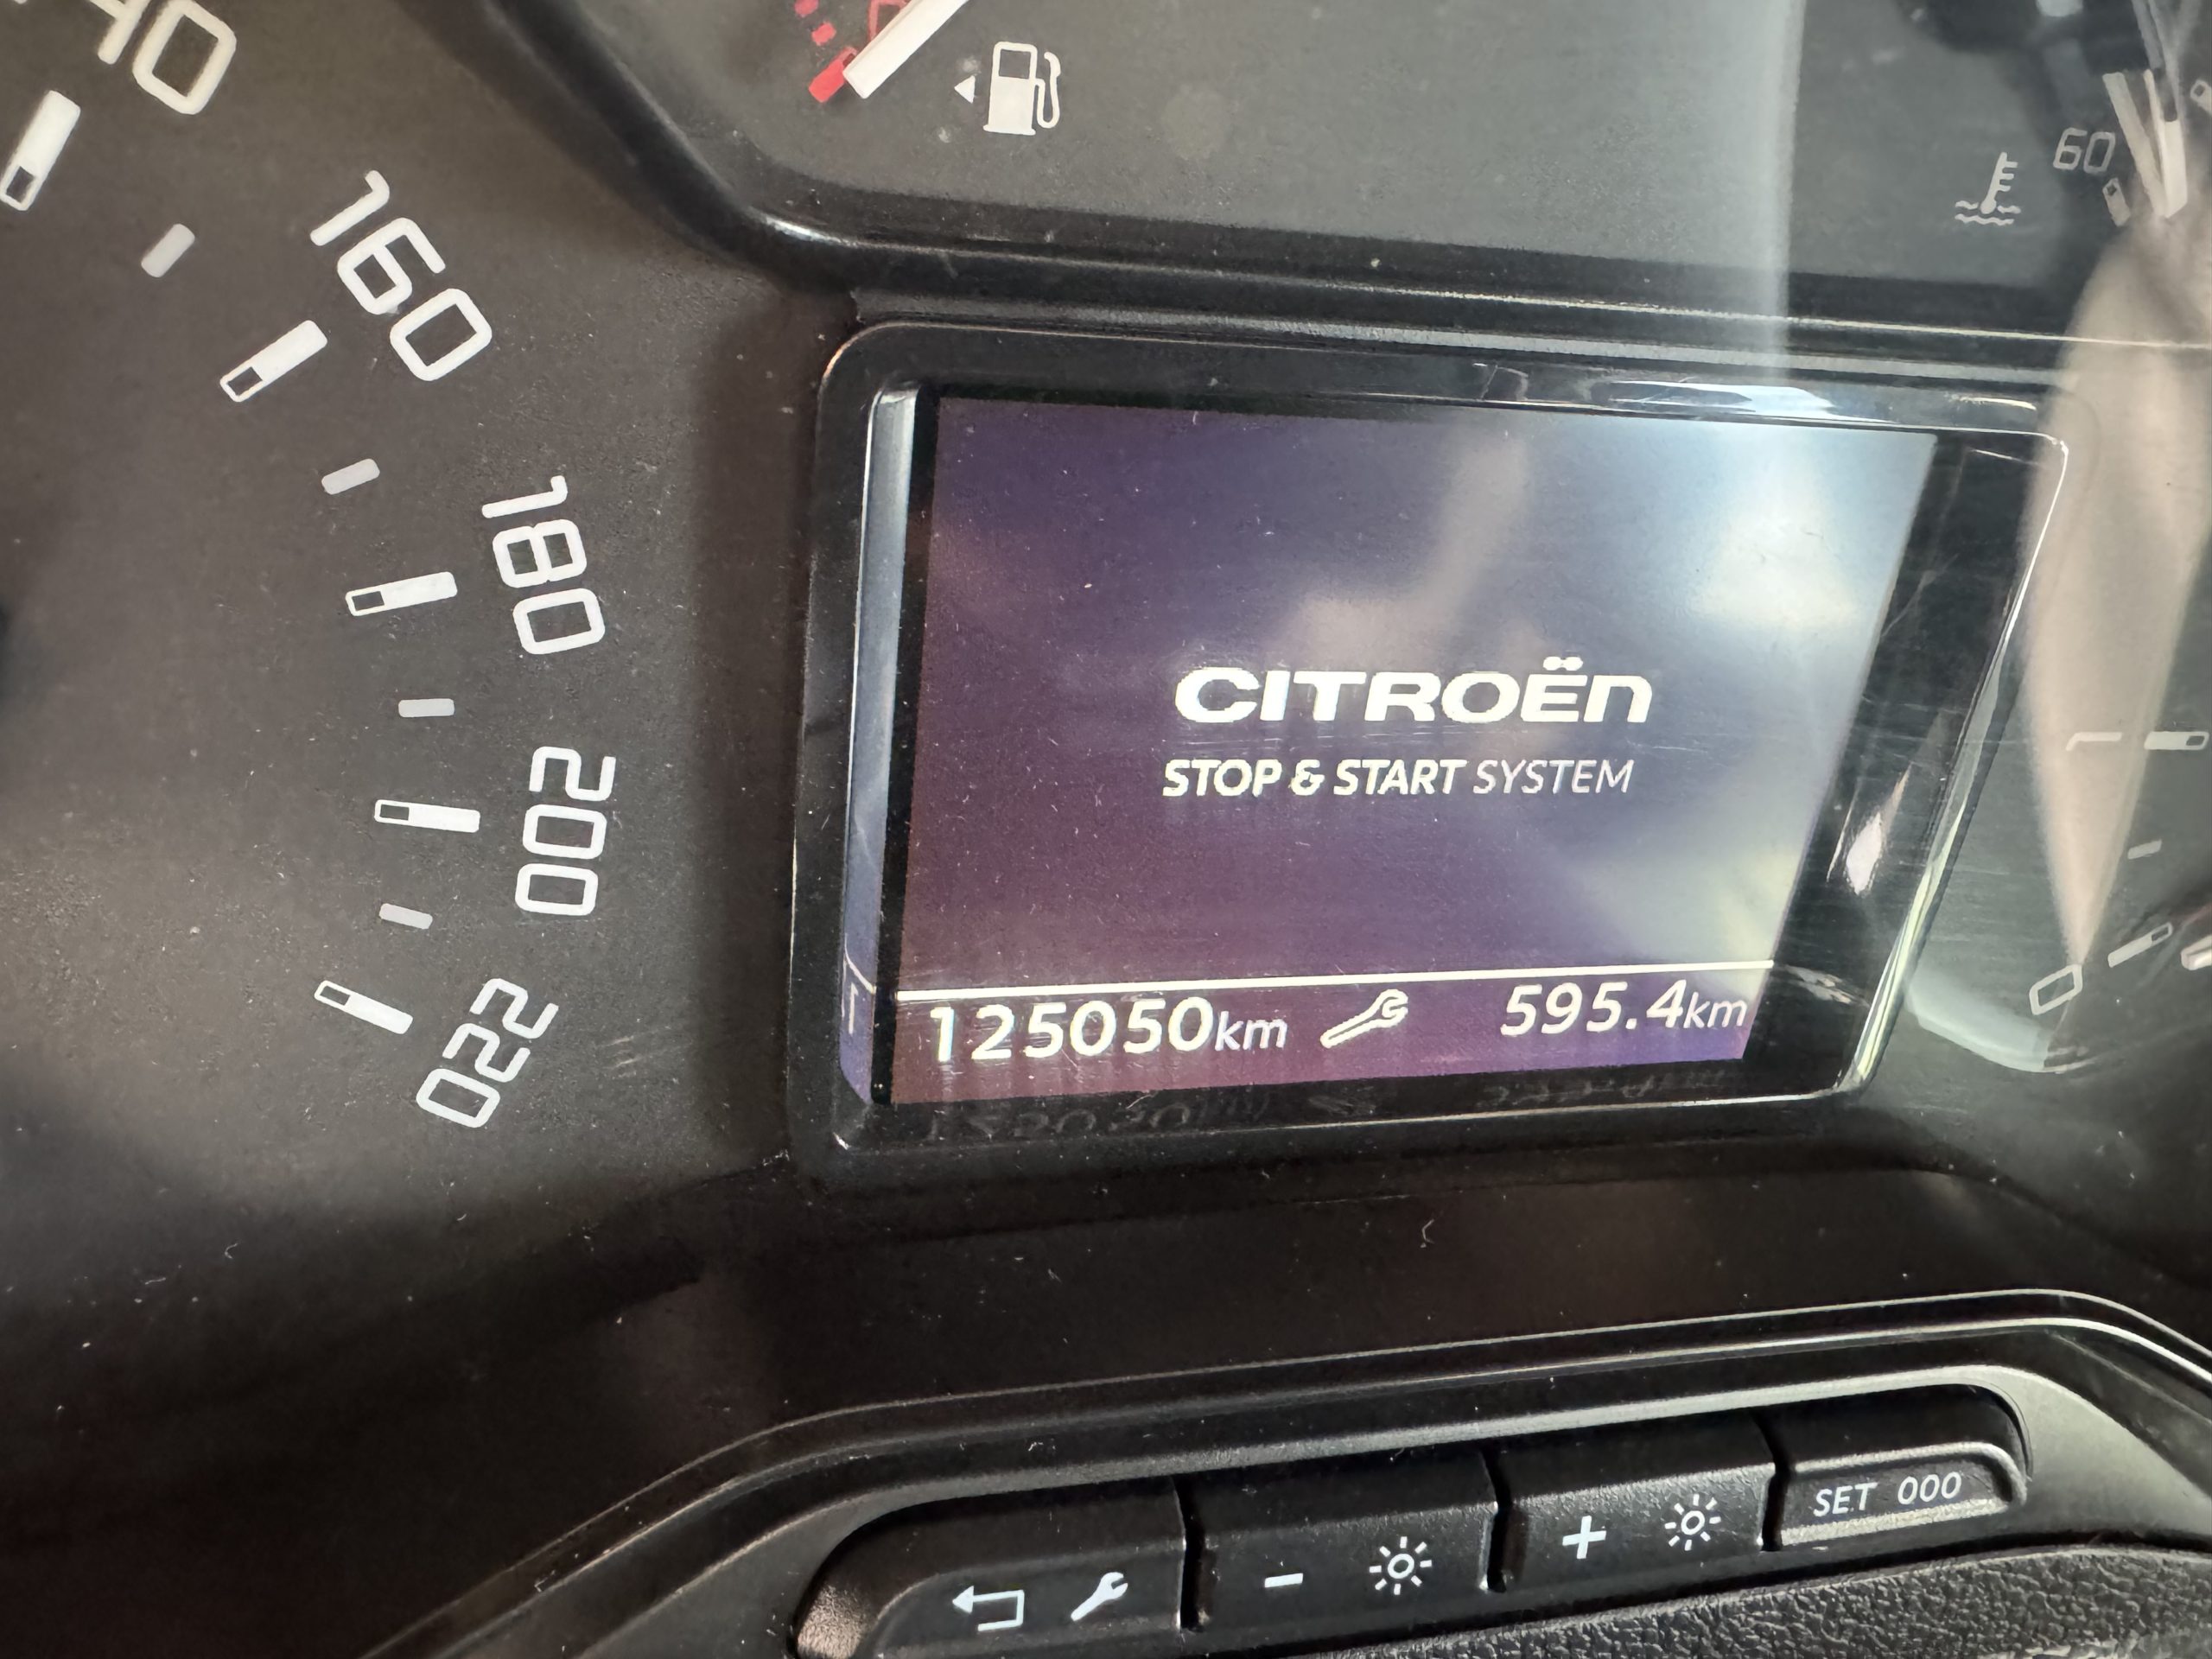 160
180
200
220
60
CITROËN
STOP & START SYSTEM
125050km 595.4km
- + SET 000